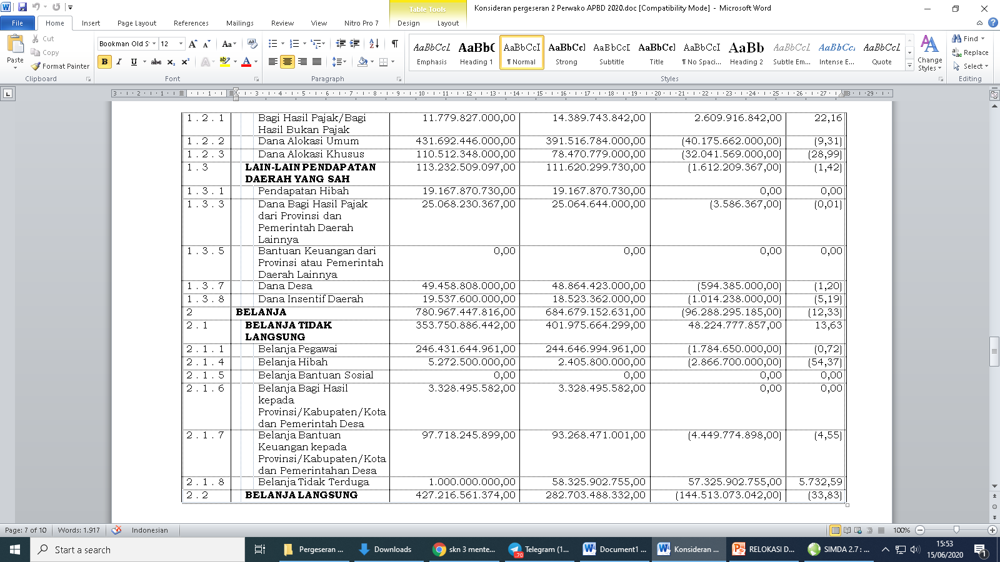 Table Tools
Konsideran pergeseran 2 Perwako APBD 2020.doc [Compatibility Mode] - Microsoft Word
File Home Insert Page Layout References Mailings Review View Nitro Pro 7 Design Layout
Paste
Cut
Copy
Format Painter
Clipboard
Bookman Old S 12
Font
Paragraph
AaBbCcL AaBbC AaBbCcI AaBbCc AaBbCcI AaBbCc AaBbCcI AaBb AaBbCcI AaBbCc AaBbCcL
Emphasis Heading 1 ¶ Normal Strong Subtitle Title ¶ No Spaci... Heading 2 Subtle Em... Intense E... Quote
Change Styles
Styles
Find
Replace
Select
Editing
1.2.1 Bagi Hasil Pajak/Bagi 11.779.827.000,00 14.389.743.842,00 2.609.916.842,00 22,16
Hasil Bukan Pajak
1.2.2 Dana Alokasi Umum 431.692.446.000,00 391.516.784.000,00 (40.175.662.000,00) (9,31)
1.2.3 Dana Alokasi Khusus 110.512.348.000,00 78.470.779.000,00 (32.041.569.000,00) (28,99)
1.3 LAIN-LAIN PENDAPATAN 113.232.509.097,00 111.620.299.730,00 (1.612.209.367,00) (1,42)
DAERAH YANG SAH
1.3.1 Pendapatan Hibah 19.167.870.730,00 19.167.870.730,00 0,00 0,00
1.3.3 Dana Bagi Hasil Pajak 25.068.230.367,00 25.064.644.000,00 (3.586.367,00) (0,01)
dari Provinsi dan
Pemerintah Daerah
Lainnya
1.3.5 Bantuan Keuangan dari 0,00 0,00 0,00 0,00
Provinsi atau Pemerintah
Daerah Lainnya
1.3.7 Dana Desa 49.458.808.000,00 48.864.423.000,00 (594.385.000,00) (1,20)
1.3.8 Dana Insentif Daerah 19.537.600.000,00 18.523.362.000,00 (1.014.238.000,00) (5,19)
2 BELANJA 780.967.447.816,00 684.679.152.631,00 (96.288.295.185,00) (12,33)
2.1 BELANJA TIDAK 353.750.886.442,00 401.975.664.299,00 48.224.777.857,00 13,63
LANGSUNG
2.1.1 Belanja Pegawai 246.431.644.961,00 244.646.994.961,00 (1.784.650.000,00) (0,72)
2.1.4 Belanja Hibah 5.272.500.000,00 2.405.800.000,00 (2.866.700.000,00) (54,37)
2.1.5 Belanja Bantuan Sosial 0,00 0,00 0,00 0,00
2.1.6 Belanja Bagi Hasil 3.328.495.582,00 3.328.495.582,00 0,00 0,00
kepada
Provinsi/Kabupaten/Kota
dan Pemerintah Desa
2.1.7 Belanja Bantuan 97.718.245.899,00 93.268.471.001,00 (4.449.774.898,00) (4,55)
Keuangan kepada
Provinsi/Kabupaten/Kota
dan Pemerintahan Desa
2.1.8 Belanja Tidak Terduga 1.000.000.000,00 58.325.902.755,00 57.325.902.755,00 5.732,59
2.2 BELANJA LANGSUNG 427.216.561.374,00 282.703.488.332,00 (144.513.073.042,00) (33,83)
Page: 7 of 10 Words: 1.917 Indonesian 100%
Start a search
Pergeseran ... Downloads skn 3 mente... Telegram (1... Document1 ... Konsideran ... RELOKASI D... SIMDA 2.7 : ...
15:53
15/06/2020